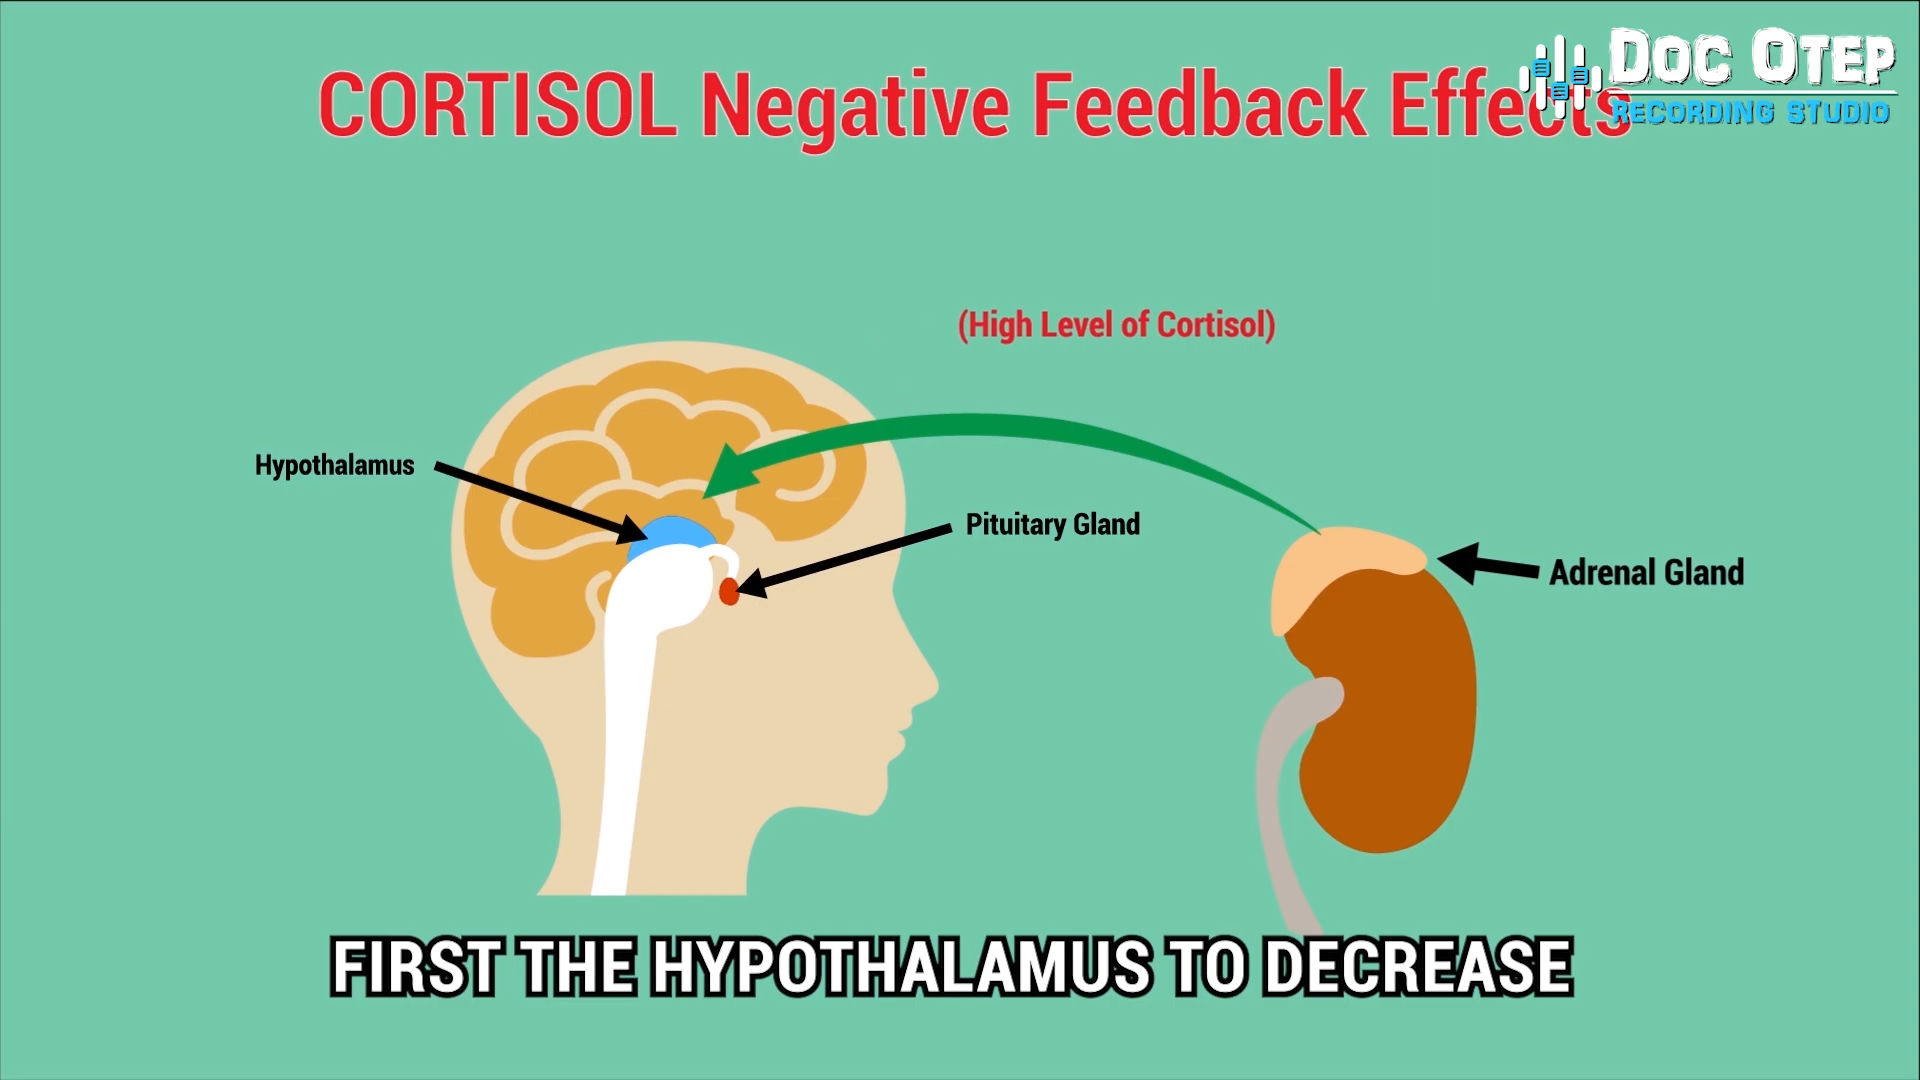 CORTISOL Negative Feedback Effects
DOC OTEP
RECORDING STUDIO
(High Level of Cortisol)
Hypothalamus
Pituitary Gland
Adrenal Gland
FIRST THE HYPOTHALAMUS TO DECREASE